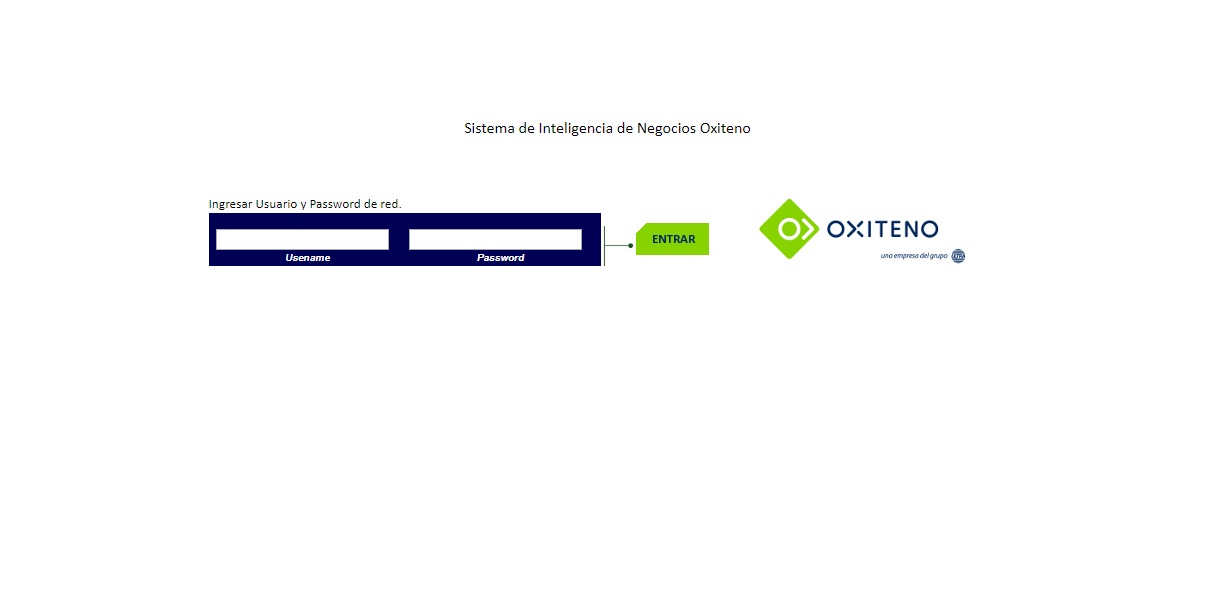 Sistema de Inteligencia de Negocios Oxiteno
Ingresar Usuario y Password de red.
Usename
Password
ENTRAR
OXITENO
una empresa del grupo